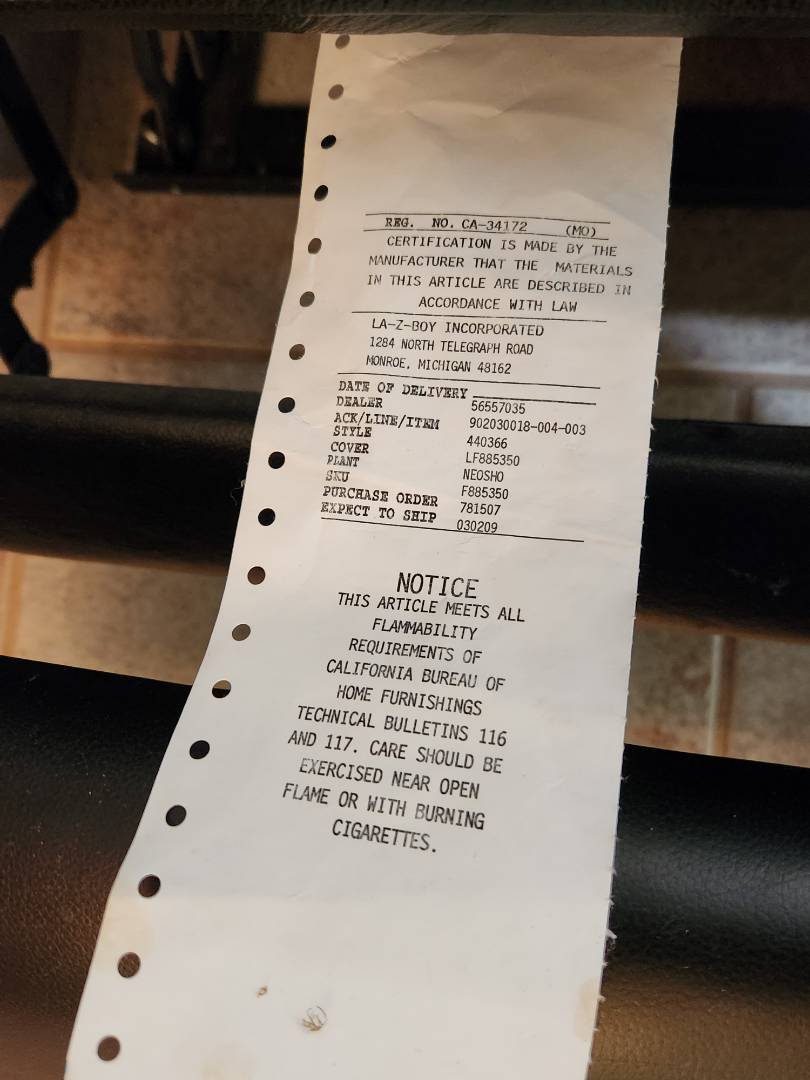 REG. NO. CA-34172 (MO)
CERTIFICATION IS MADE BY THE
MANUFACTURER THAT THE MATERIALS
IN THIS ARTICLE ARE DESCRIBED IN
ACCORDANCE WITH LAW
LA-Z-BOY INCORPORATED
1284 NORTH TELEGRAPH ROAD
MONROE, MICHIGAN 48162
DATE OF DELIVERY
DEALER 56557035
ACK/LINE/ITEM 902030018-004-003
STYLE 440366
COVER LF885350
PLANT NEOSHO
SKU F885350
PURCHASE ORDER 781507
EXPECT TO SHIP 030209
NOTICE
THIS ARTICLE MEETS ALL
FLAMMABILITY
REQUIREMENTS OF
CALIFORNIA BUREAU OF
HOME FURNISHINGS
TECHNICAL BULLETINS 116
AND 117. CARE SHOULD BE
EXERCISED NEAR OPEN
FLAME OR WITH BURNING
CIGARETTES.